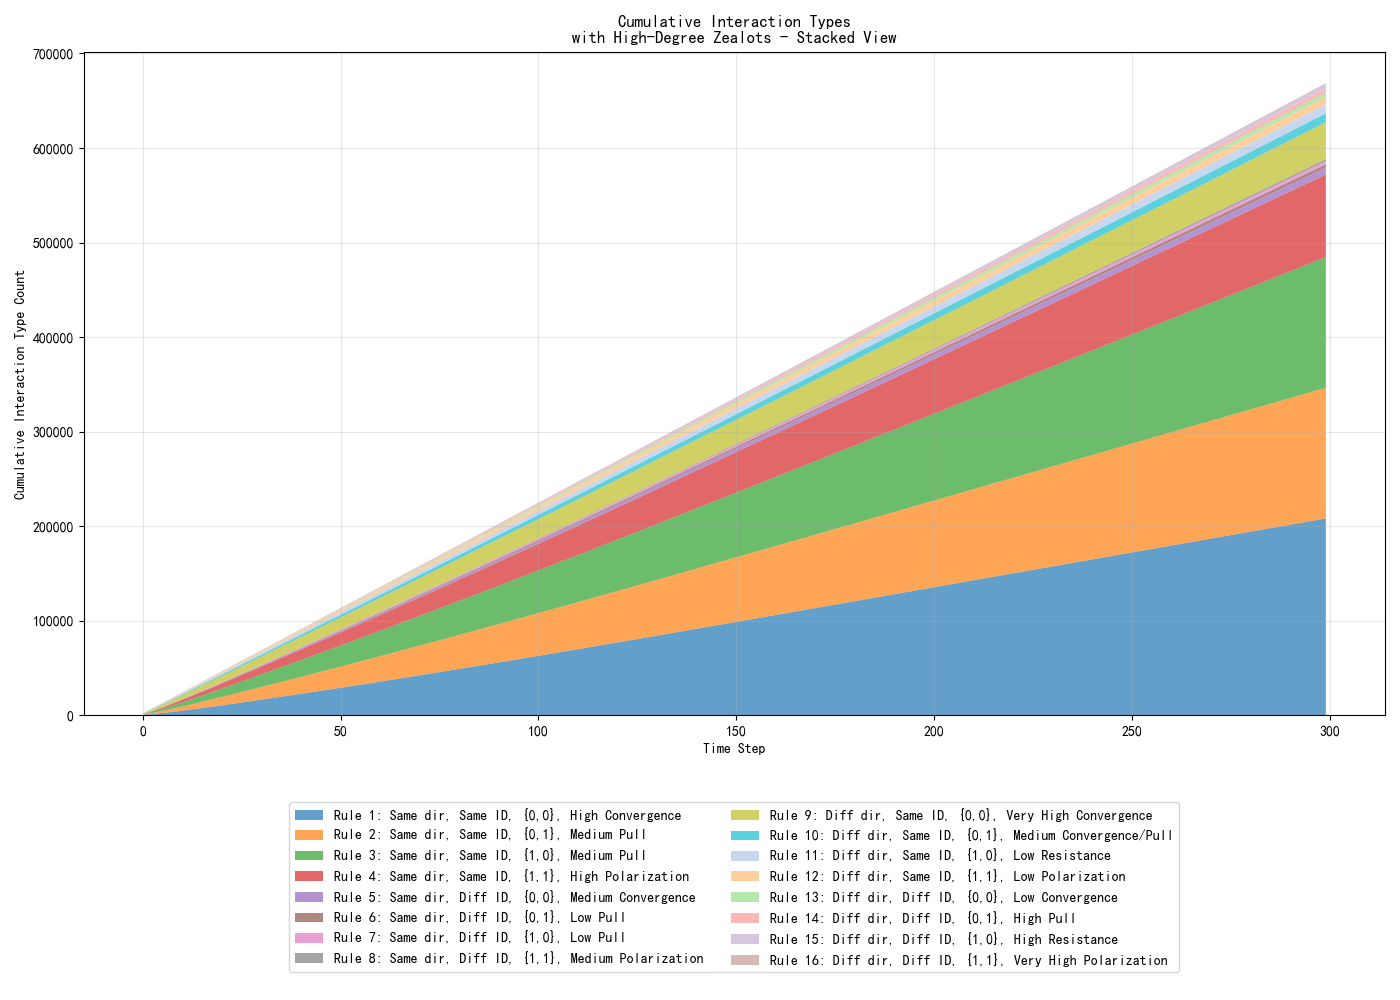 Cumulative Interaction Types
with High-Degree Zealots - Stacked View
Cumulative Interaction Type Count
700000
600000
500000
400000
300000
200000
100000
0
0 50 100 150 200 250 300
Time Step
Rule 1: Same dir, Same ID, {0,0}, High Convergence
Rule 2: Same dir, Same ID, {0,1}, Medium Pull
Rule 3: Same dir, Same ID, {1,0}, Medium Pull
Rule 4: Same dir, Same ID, {1,1}, High Polarization
Rule 5: Same dir, Diff ID, {0,0}, Medium Convergence
Rule 6: Same dir, Diff ID, {0,1}, Low Pull
Rule 7: Same dir, Diff ID, {1,0}, Low Pull
Rule 8: Same dir, Diff ID, {1,1}, Medium Polarization
Rule 9: Diff dir, Same ID, {0,0}, Very High Convergence
Rule 10: Diff dir, Same ID, {0,1}, Medium Convergence/Pull
Rule 11: Diff dir, Same ID, {1,0}, Low Resistance
Rule 12: Diff dir, Same ID, {1,1}, Low Polarization
Rule 13: Diff dir, Diff ID, {0,0}, Low Convergence
Rule 14: Diff dir, Diff ID, {0,1}, High Pull
Rule 15: Diff dir, Diff ID, {1,0}, High Resistance
Rule 16: Diff dir, Diff ID, {1,1}, Very High Polarization